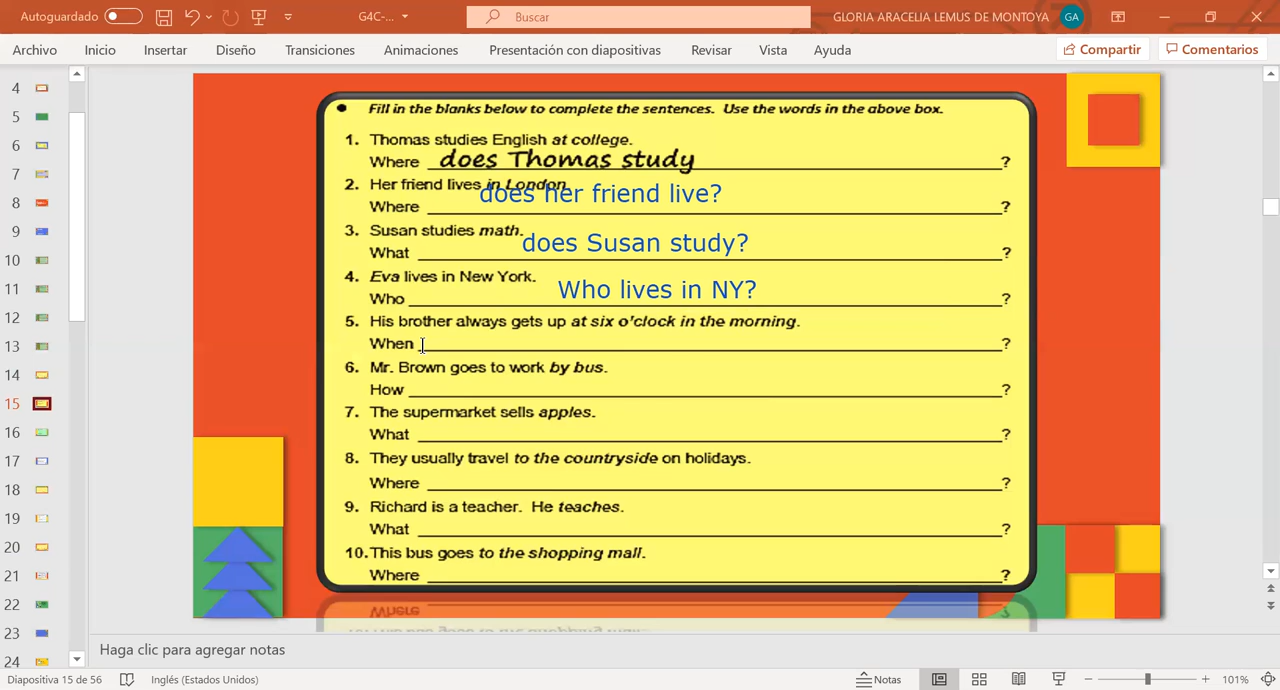 Autoguardado
G4C-...
Buscar
GLORIA ARACELIA LEMUS DE MONTOYA
GA
Archivo Inicio Insertar Diseño Transiciones Animaciones Presentación con diapositivas Revisar Vista Ayuda Compartir Comentarios
4
5
6
7
8
9
10
11
12
13
14
15
16
17
18
19
20
21
22
23
24
• Fill in the blanks below to complete the sentences. Use the words in the above box.
1. Thomas studies English at college.
Where does Thomas study ?
2. Her friend lives in London.
does her friend live?
Where ?
3. Susan studies math.
does Susan study?
What ?
4. Eva lives in New York.
Who lives in NY?
Who ?
5. His brother always gets up at six o'clock in the morning.
When ?
6. Mr. Brown goes to work by bus.
How ?
7. The supermarket sells apples.
What ?
8. They usually travel to the countryside on holidays.
Where ?
9. Richard is a teacher. He teaches.
What ?
10. This bus goes to the shopping mall.
Where ?
Haga clic para agregar notas
Diapositiva 15 de 56 Inglés (Estados Unidos) Notas 101%